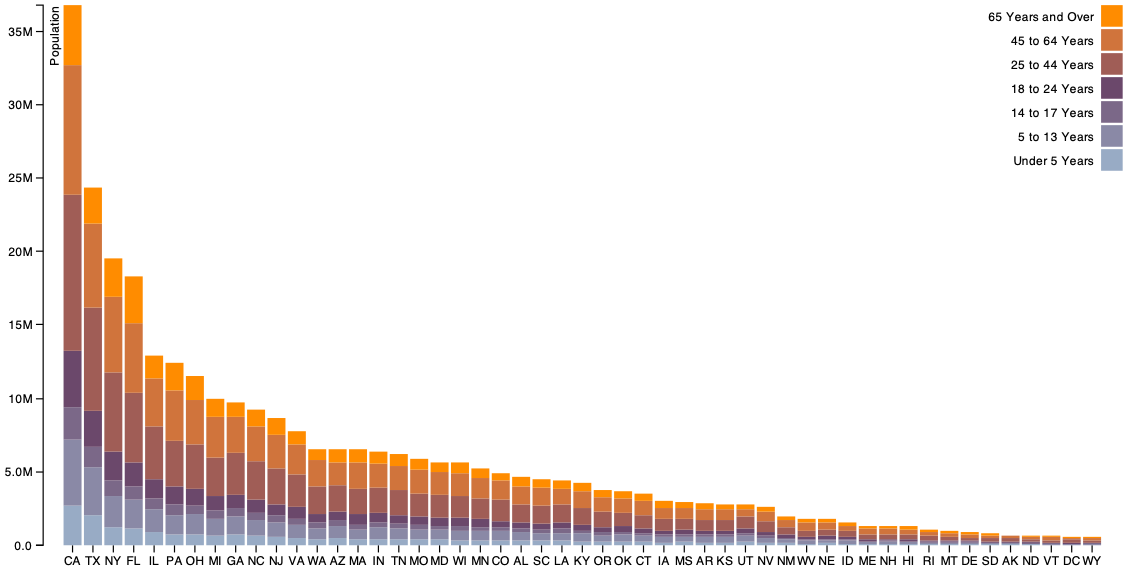 Population
35M
30M
25M
20M
15M
10M
5.0M
0.0
65 Years and Over
45 to 64 Years
25 to 44 Years
18 to 24 Years
14 to 17 Years
5 to 13 Years
Under 5 Years
CA TX NY FL IL PA OH MI GA NC NJ VA WA AZ MA IN TN MO MD WI MN CO AL SC LA KY OR OK CT IA MS AR KS UT NV NM WV NE ID ME NH HI RI MT DE SD AK ND VT DC WY